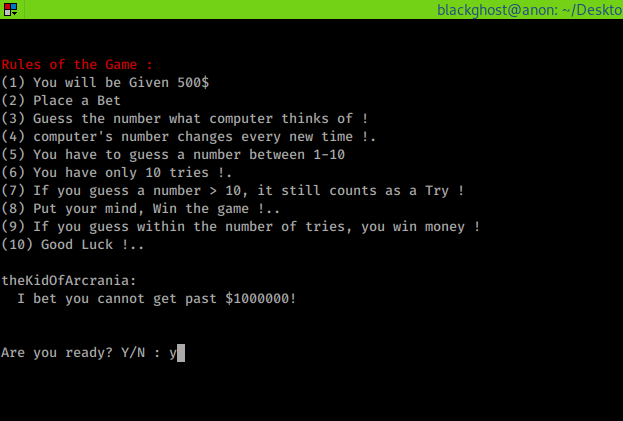 blackghost@anon: ~/Deskto
Rules of the Game :
(1) You will be Given 500$
(2) Place a Bet
(3) Guess the number what computer thinks of !
(4) computer's number changes every new time !.
(5) You have to guess a number between 1-10
(6) You have only 10 tries !.
(7) If you guess a number > 10, it still counts as a Try !
(8) Put your mind, Win the game !..
(9) If you guess within the number of tries, you win money !
(10) Good Luck !..
theKidOfArcrania:
I bet you cannot get past $1000000!
Are you ready? Y/N : y